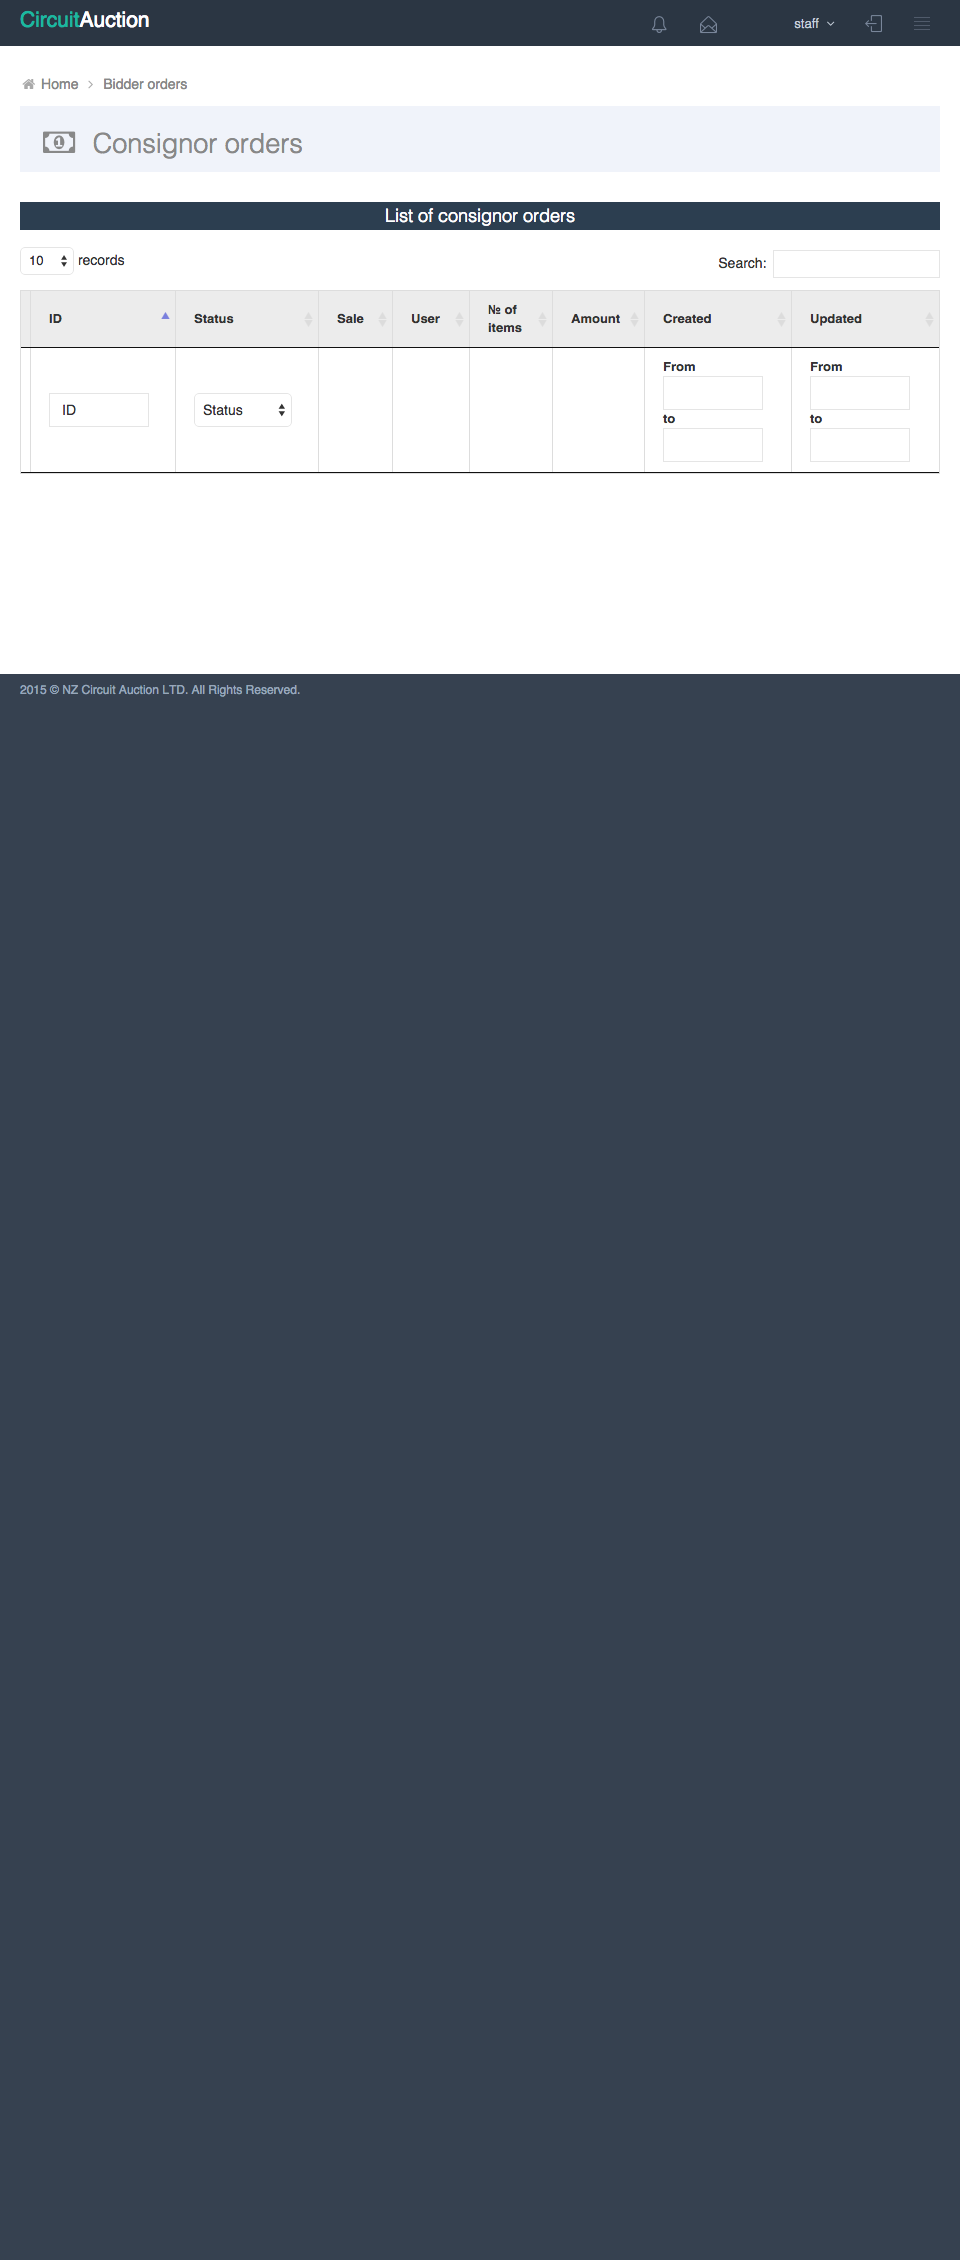 CircuitAuction
staff
Home > Bidder orders
Consignor orders
List of consignor orders
10 records
Search:
ID Status Sale User № of items Amount Created Updated
ID
Status
From
to
From
to
2015 © NZ Circuit Auction LTD. All Rights Reserved.